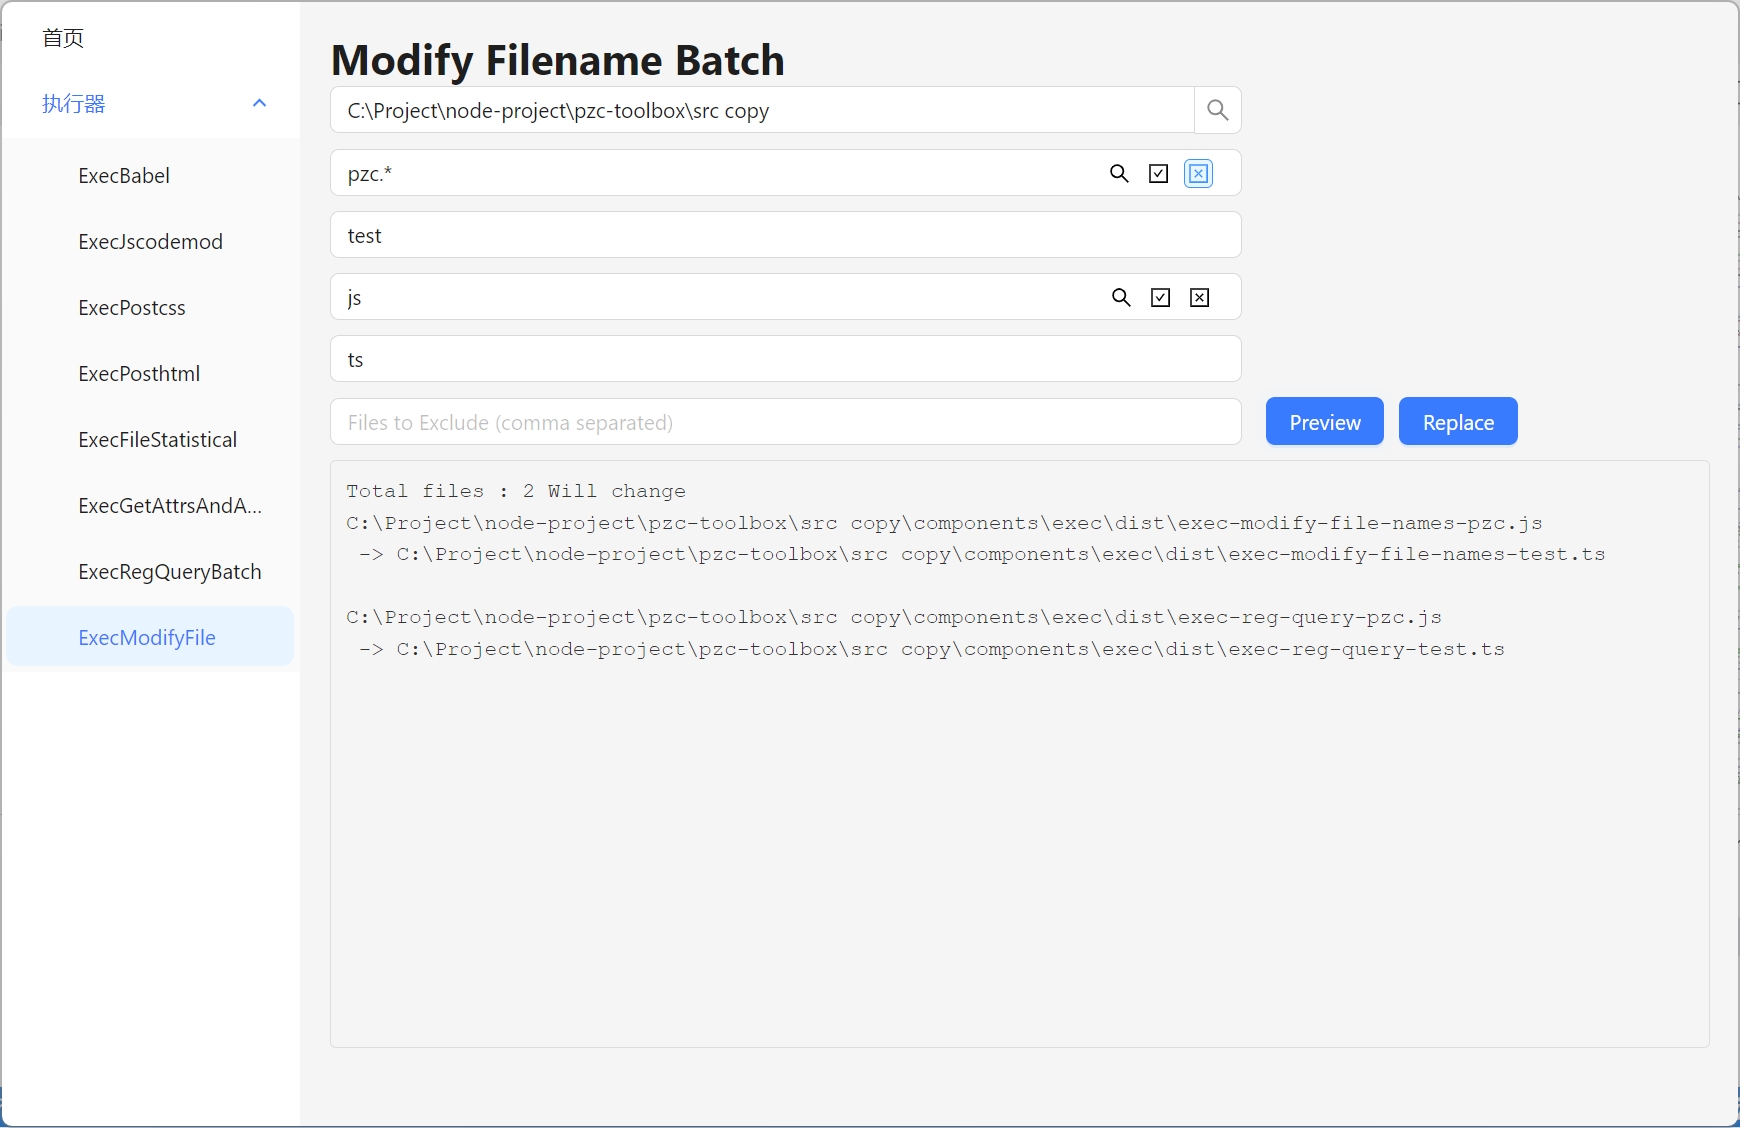 首页
执行器
ExecBabel
ExecJscodemod
ExecPostcss
ExecPosthtml
ExecFileStatistical
ExecGetAttrsAndA...
ExecRegQueryBatch
ExecModifyFile
Modify Filename Batch
C:\Project\node-project\pzc-toolbox\src copy
pzc.*
test
js
ts
Files to Exclude (comma separated)
Preview
Replace
Total files : 2 Will change
C:\Project\node-project\pzc-toolbox\src copy\components\exec\dist\exec-modify-file-names-pzc.js
-> C:\Project\node-project\pzc-toolbox\src copy\components\exec\dist\exec-modify-file-names-test.ts
C:\Project\node-project\pzc-toolbox\src copy\components\exec\dist\exec-reg-query-pzc.js
-> C:\Project\node-project\pzc-toolbox\src copy\components\exec\dist\exec-reg-query-test.ts